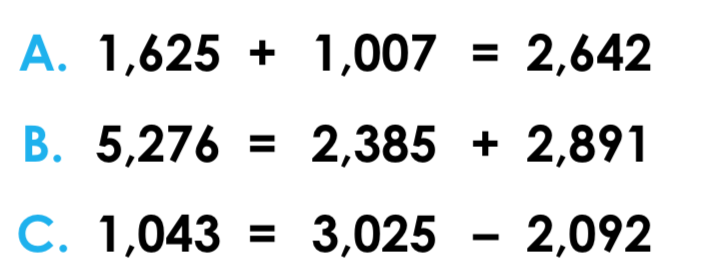 A. 1,625 + 1,007 = 2,642
B. 5,276 = 2,385 + 2,891
C. 1,043 = 3,025 – 2,092